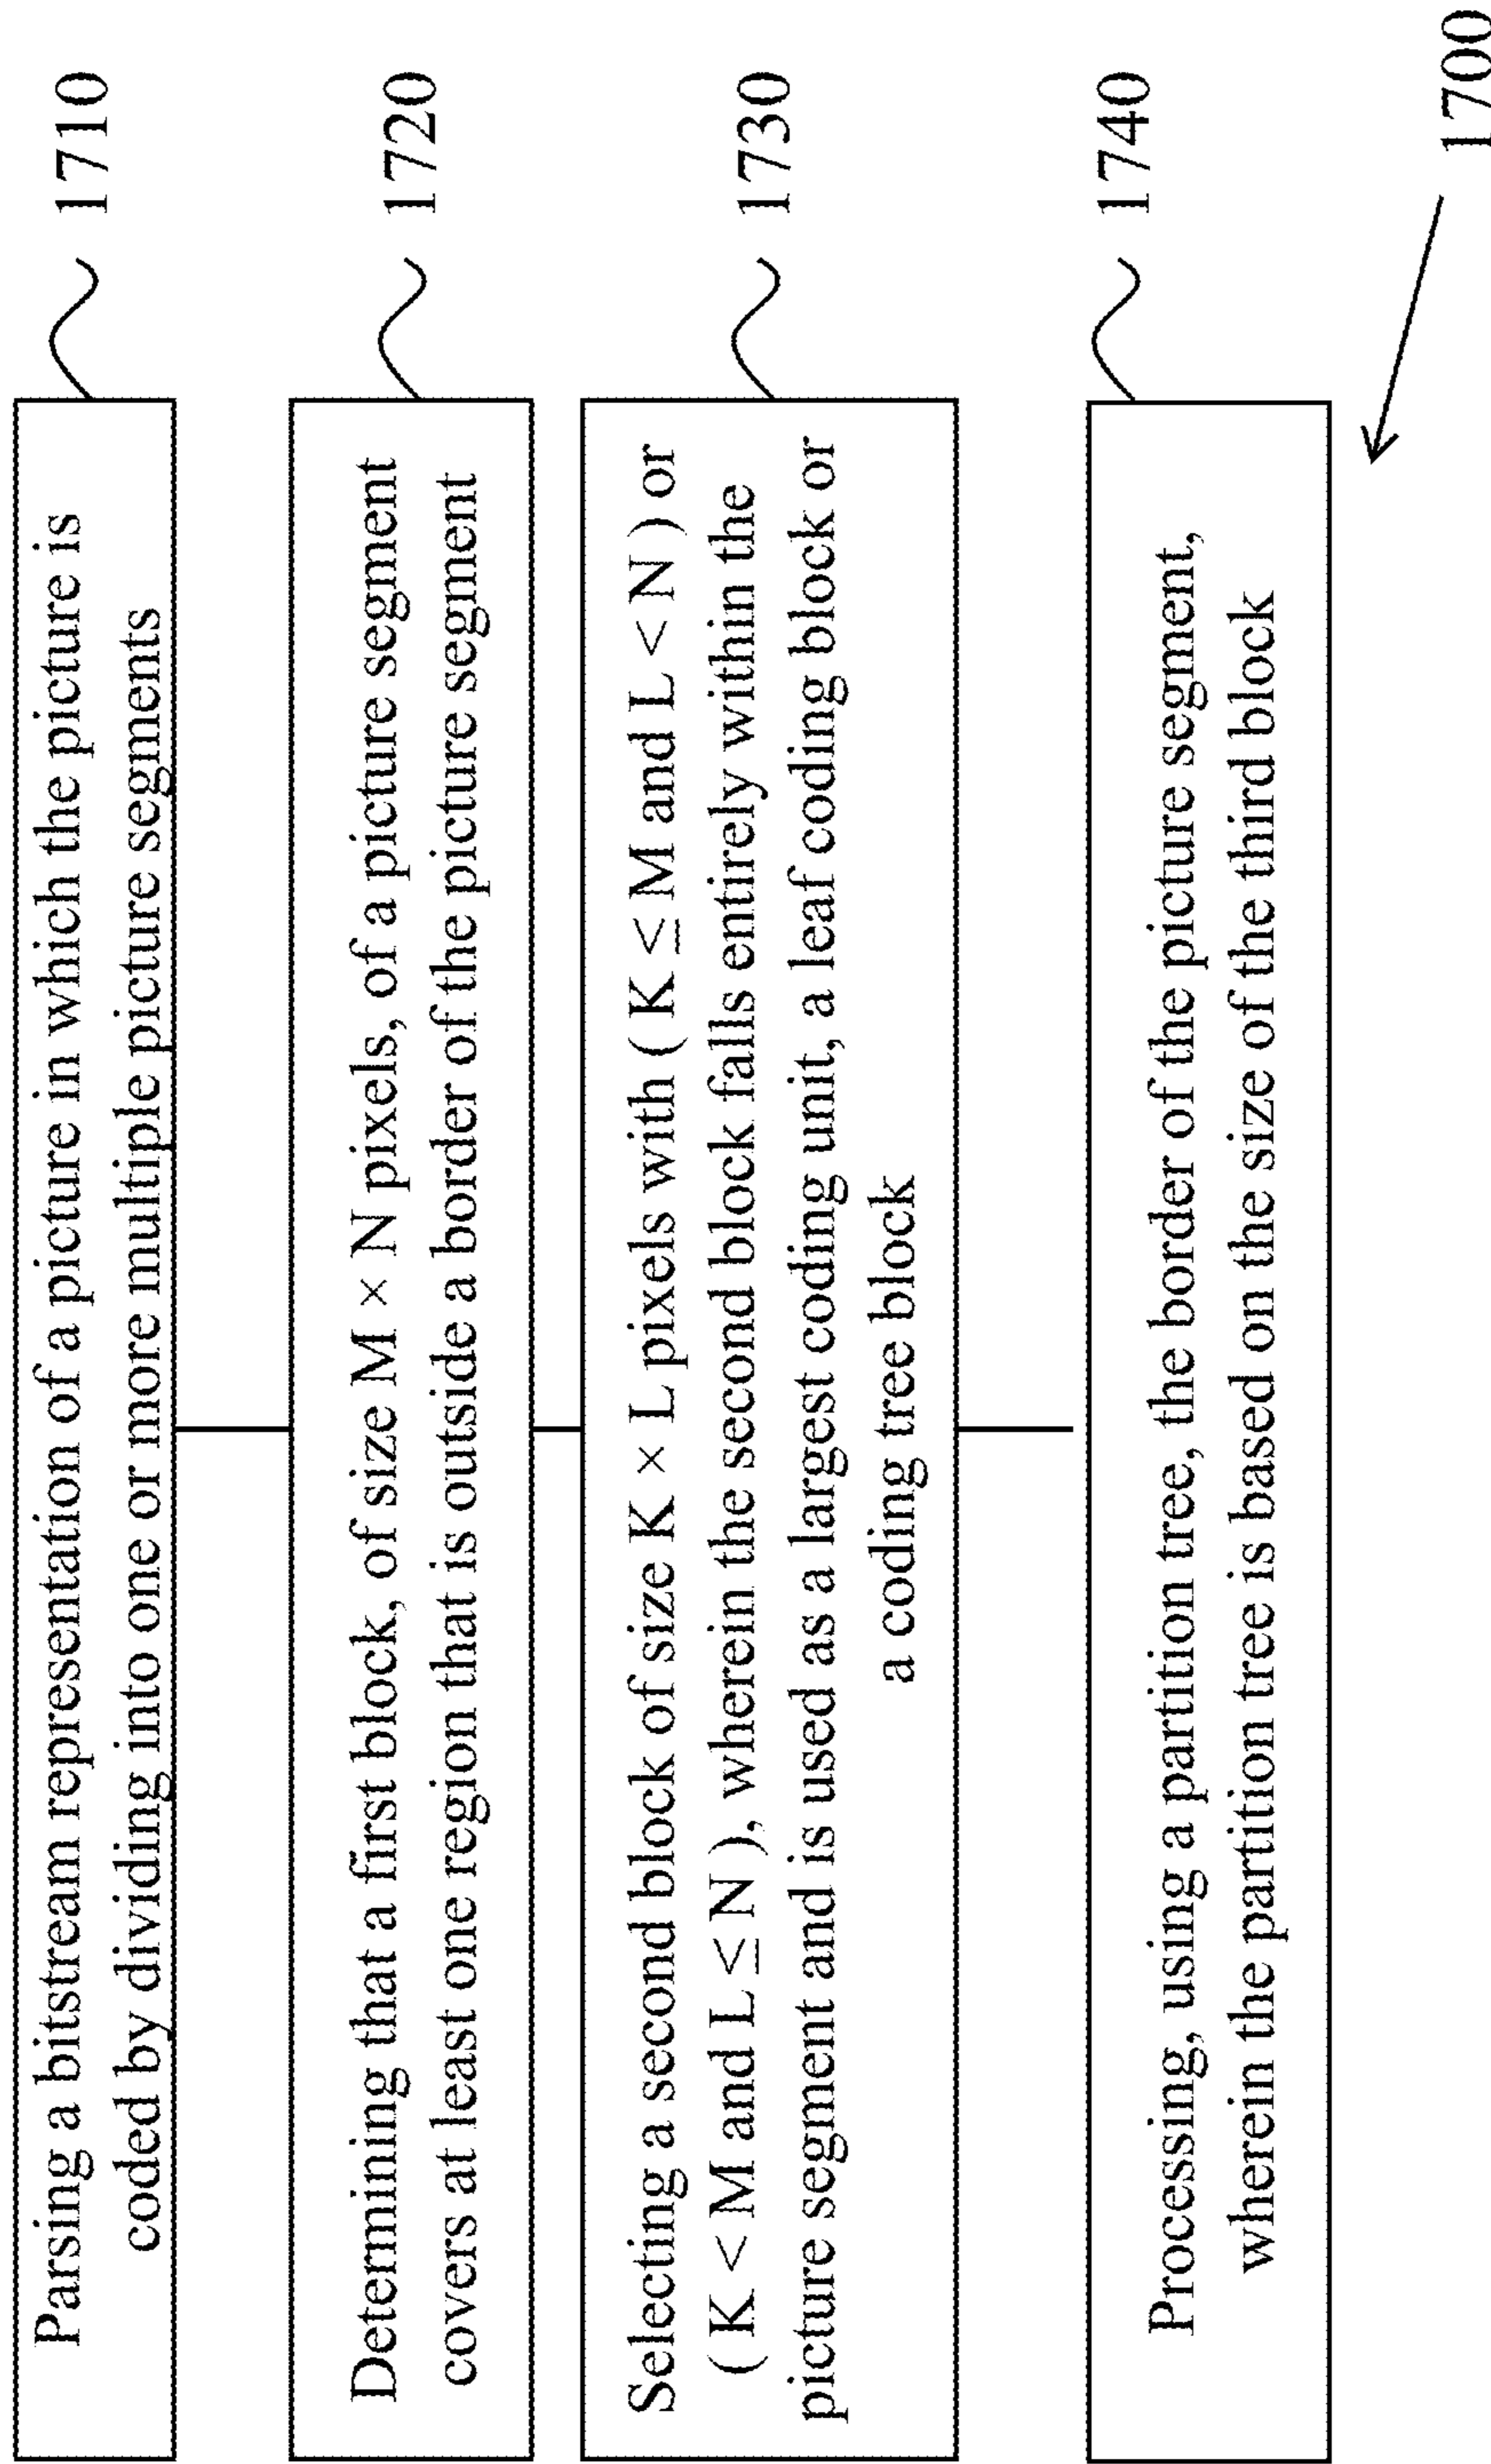 Parsing a bitstream representation of a picture in which the picture is
coded by dividing into one or more multiple picture segments
1710
Determining that a first block, of size M × N pixels, of a picture segment
covers at least one region that is outside a border of the picture segment
1720
Selecting a second block of size K × L pixels with ( K ≤ M and L < N ) or
( K < M and L ≤ N ), wherein the second block falls entirely within the
picture segment and is used as a largest coding unit, a leaf coding block or
a coding tree block
1730
Processing, using a partition tree, the border of the picture segment,
wherein the partition tree is based on the size of the third block
1740
1700